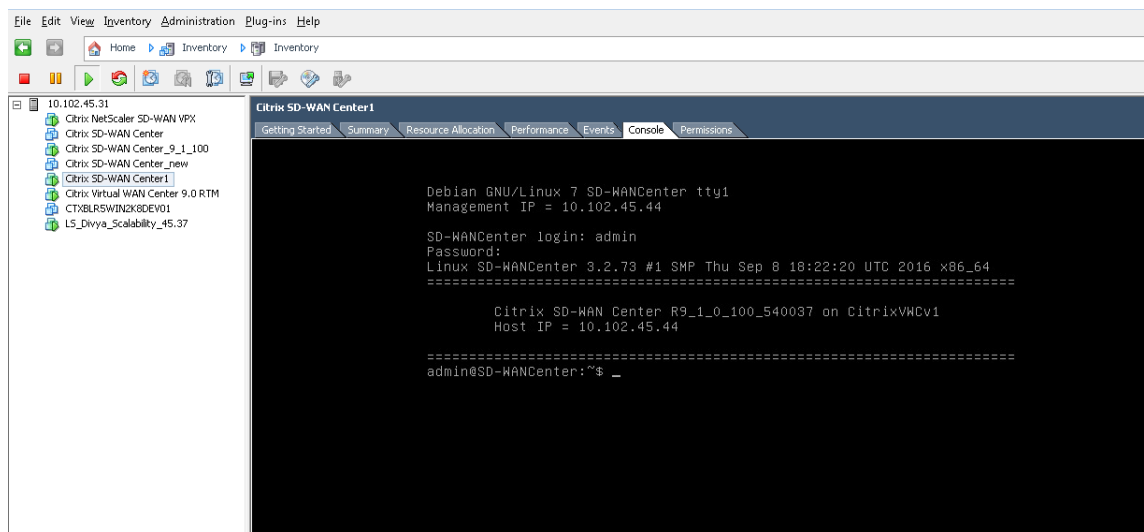 File Edit View Inventory Administration Plug-ins Help
Home Inventory Inventory
10.102.45.31
Citrix NetScaler SD-WAN VPX
Citrix SD-WAN Center
Citrix SD-WAN Center_9_1_100
Citrix SD-WAN Center_new
Citrix SD-WAN Center1
Citrix Virtual WAN Center 9.0 RTM
CTXBLR5WIN2K8DEV01
LS_Divya_Scalability_45.37
Citrix SD-WAN Center1
Getting Started Summary Resource Allocation Performance Events Console Permissions
Debian GNU/Linux 7 SD-WANCenter tty1
Management IP = 10.102.45.44
SD-WANCenter login: admin
Password:
Linux SD-WANCenter 3.2.73 #1 SMP Thu Sep 8 18:22:20 UTC 2016 x86_64
======================================================================
Citrix SD-WAN Center R9_1_0_100_540037 on CitrixVWCv1
Host IP = 10.102.45.44
======================================================================
admin@SD-WANCenter:~$ _